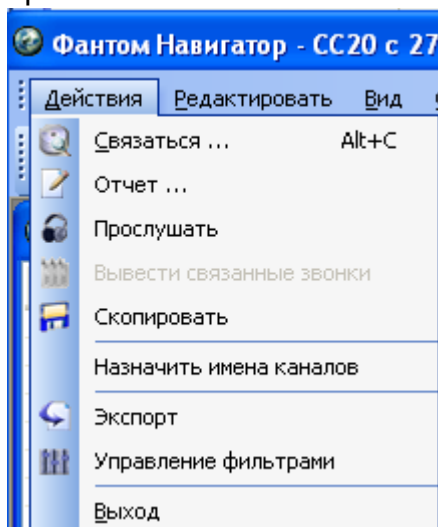 Фантом Навигатор - CC20 с 27
Действия Редактировать Вид
Связаться ... Alt+C
Отчет ...
Прослушать
Вывести связанные звонки
Скопировать
Назначить имена каналов
Экспорт
Управление фильтрами
Выход